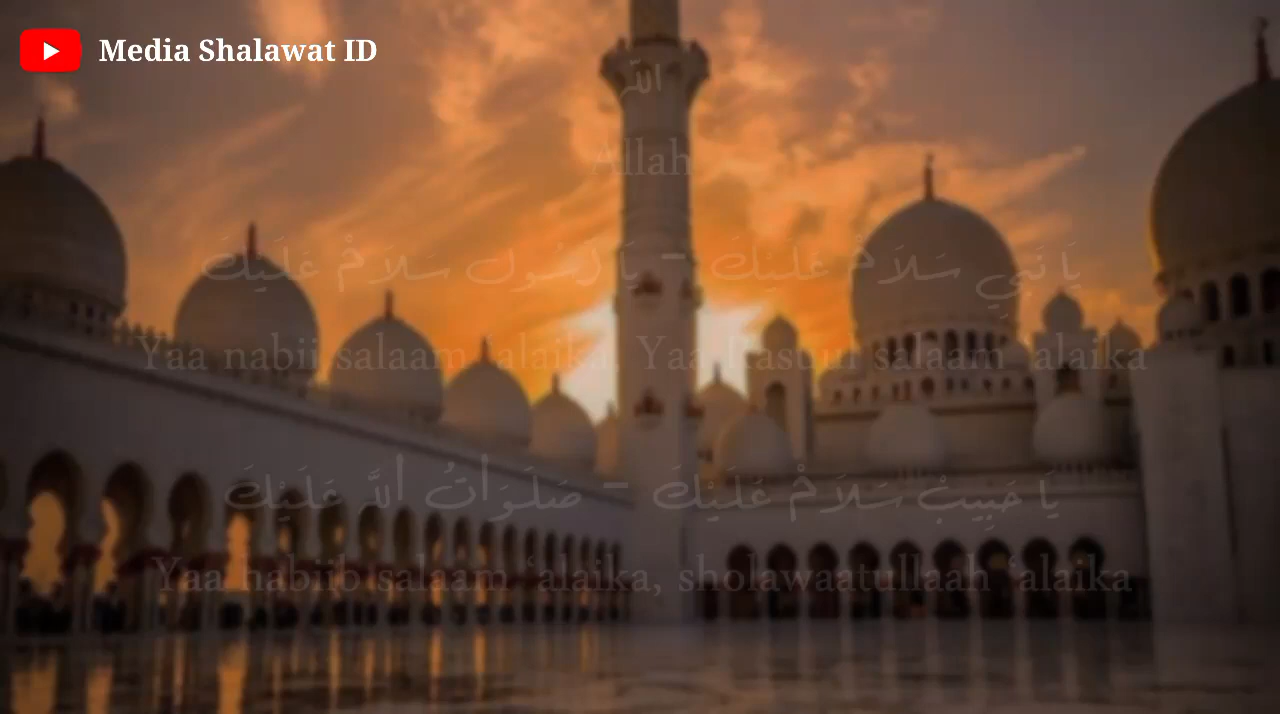 Media Shalawat ID
الله
Allah
يَا نَبِي سَلَامْ عَلَيْكَ - يَا رَسُول سَلَامْ عَلَيْكَ
Yaa nabii salaam 'alaika, Yaa Rasuul salaam 'alaika
يَا حَبِيبْ سَلَامْ عَلَيْكَ - صَلَوَاتُ اللَّه عَلَيْكَ
Yaa habiib salaam 'alaika, sholawaatullaah 'alaika